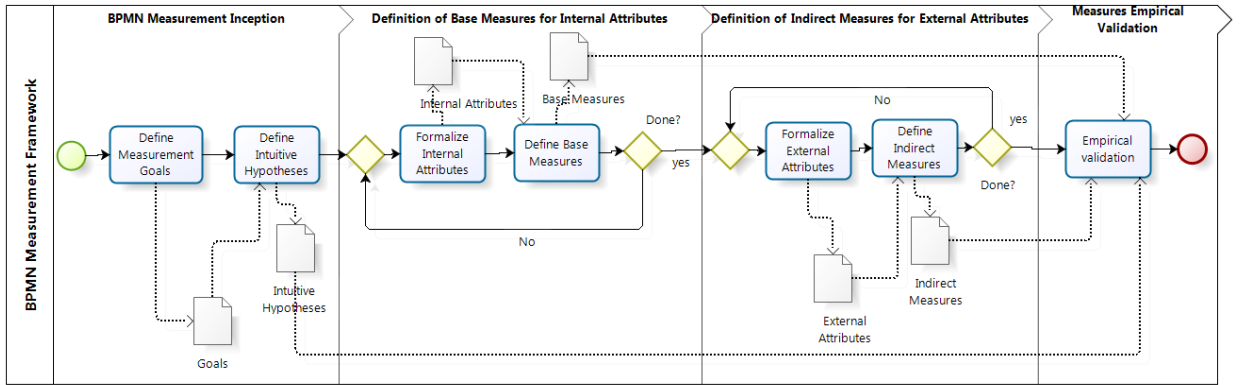 BPMN Measurement Framework
BPMN Measurement Inception
Definition of Base Measures for Internal Attributes
Definition of Indirect Measures for External Attributes
Measures Empirical
Validation
Define
Measurement
Goals
Define
Intuitive
Hypotheses
Goals
Intuitive
Hypotheses
Internal Attributes
Base Measures
Formalize
Internal
Attributes
Define Base
Measures
Done?
yes
No
No
Formalize
External
Attributes
Define
Indirect
Measures
yes
Done?
External
Attributes
Indirect
Measures
Empirical
validation